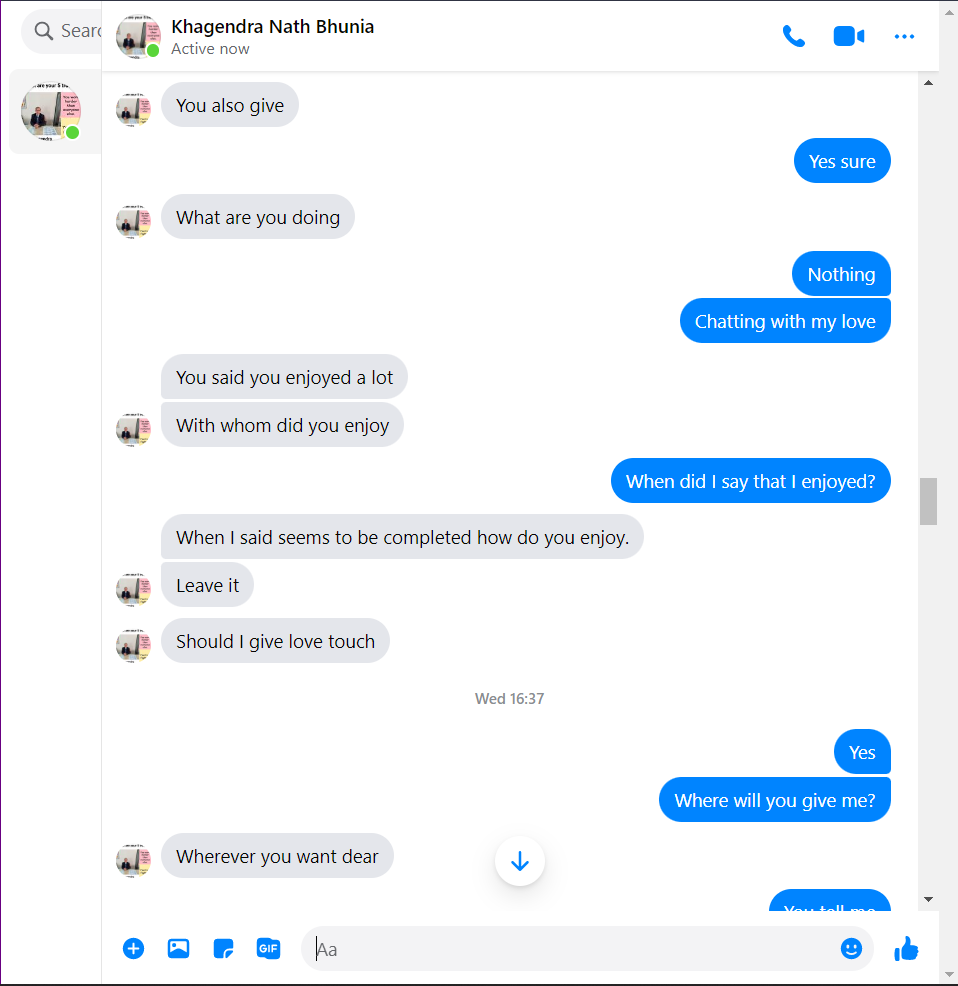 Searc
Khagendra Nath Bhunia
Active now
You also give
Yes sure
What are you doing
Nothing
Chatting with my love
You said you enjoyed a lot
With whom did you enjoy
When did I say that I enjoyed?
When I said seems to be completed how do you enjoy.
Leave it
Should I give love touch
Wed 16:37
Yes
Where will you give me?
Wherever you want dear
You tell me
GIF
Aa